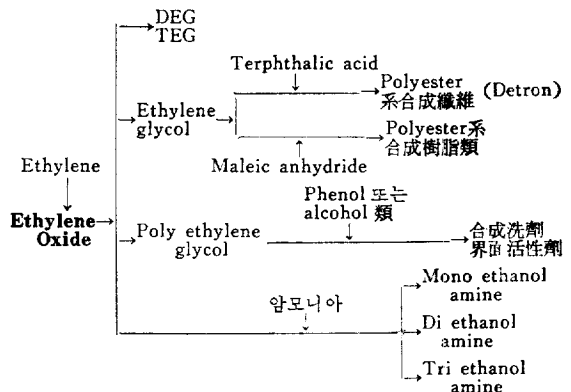 DEG
TEG
Terphthalic acid
Polyester
系合成纖維 (Detron)
Ethylene
glycol
Polyester系
合成樹脂類
Maleic anhydride
Ethylene
Ethylene
Oxide
Phenol 또는
alcohol 類
Poly ethylene
glycol
合成洗劑
界面活性劑
암모니아
Mono ethanol
amine
Di ethanol
amine
Tri ethanol
amine